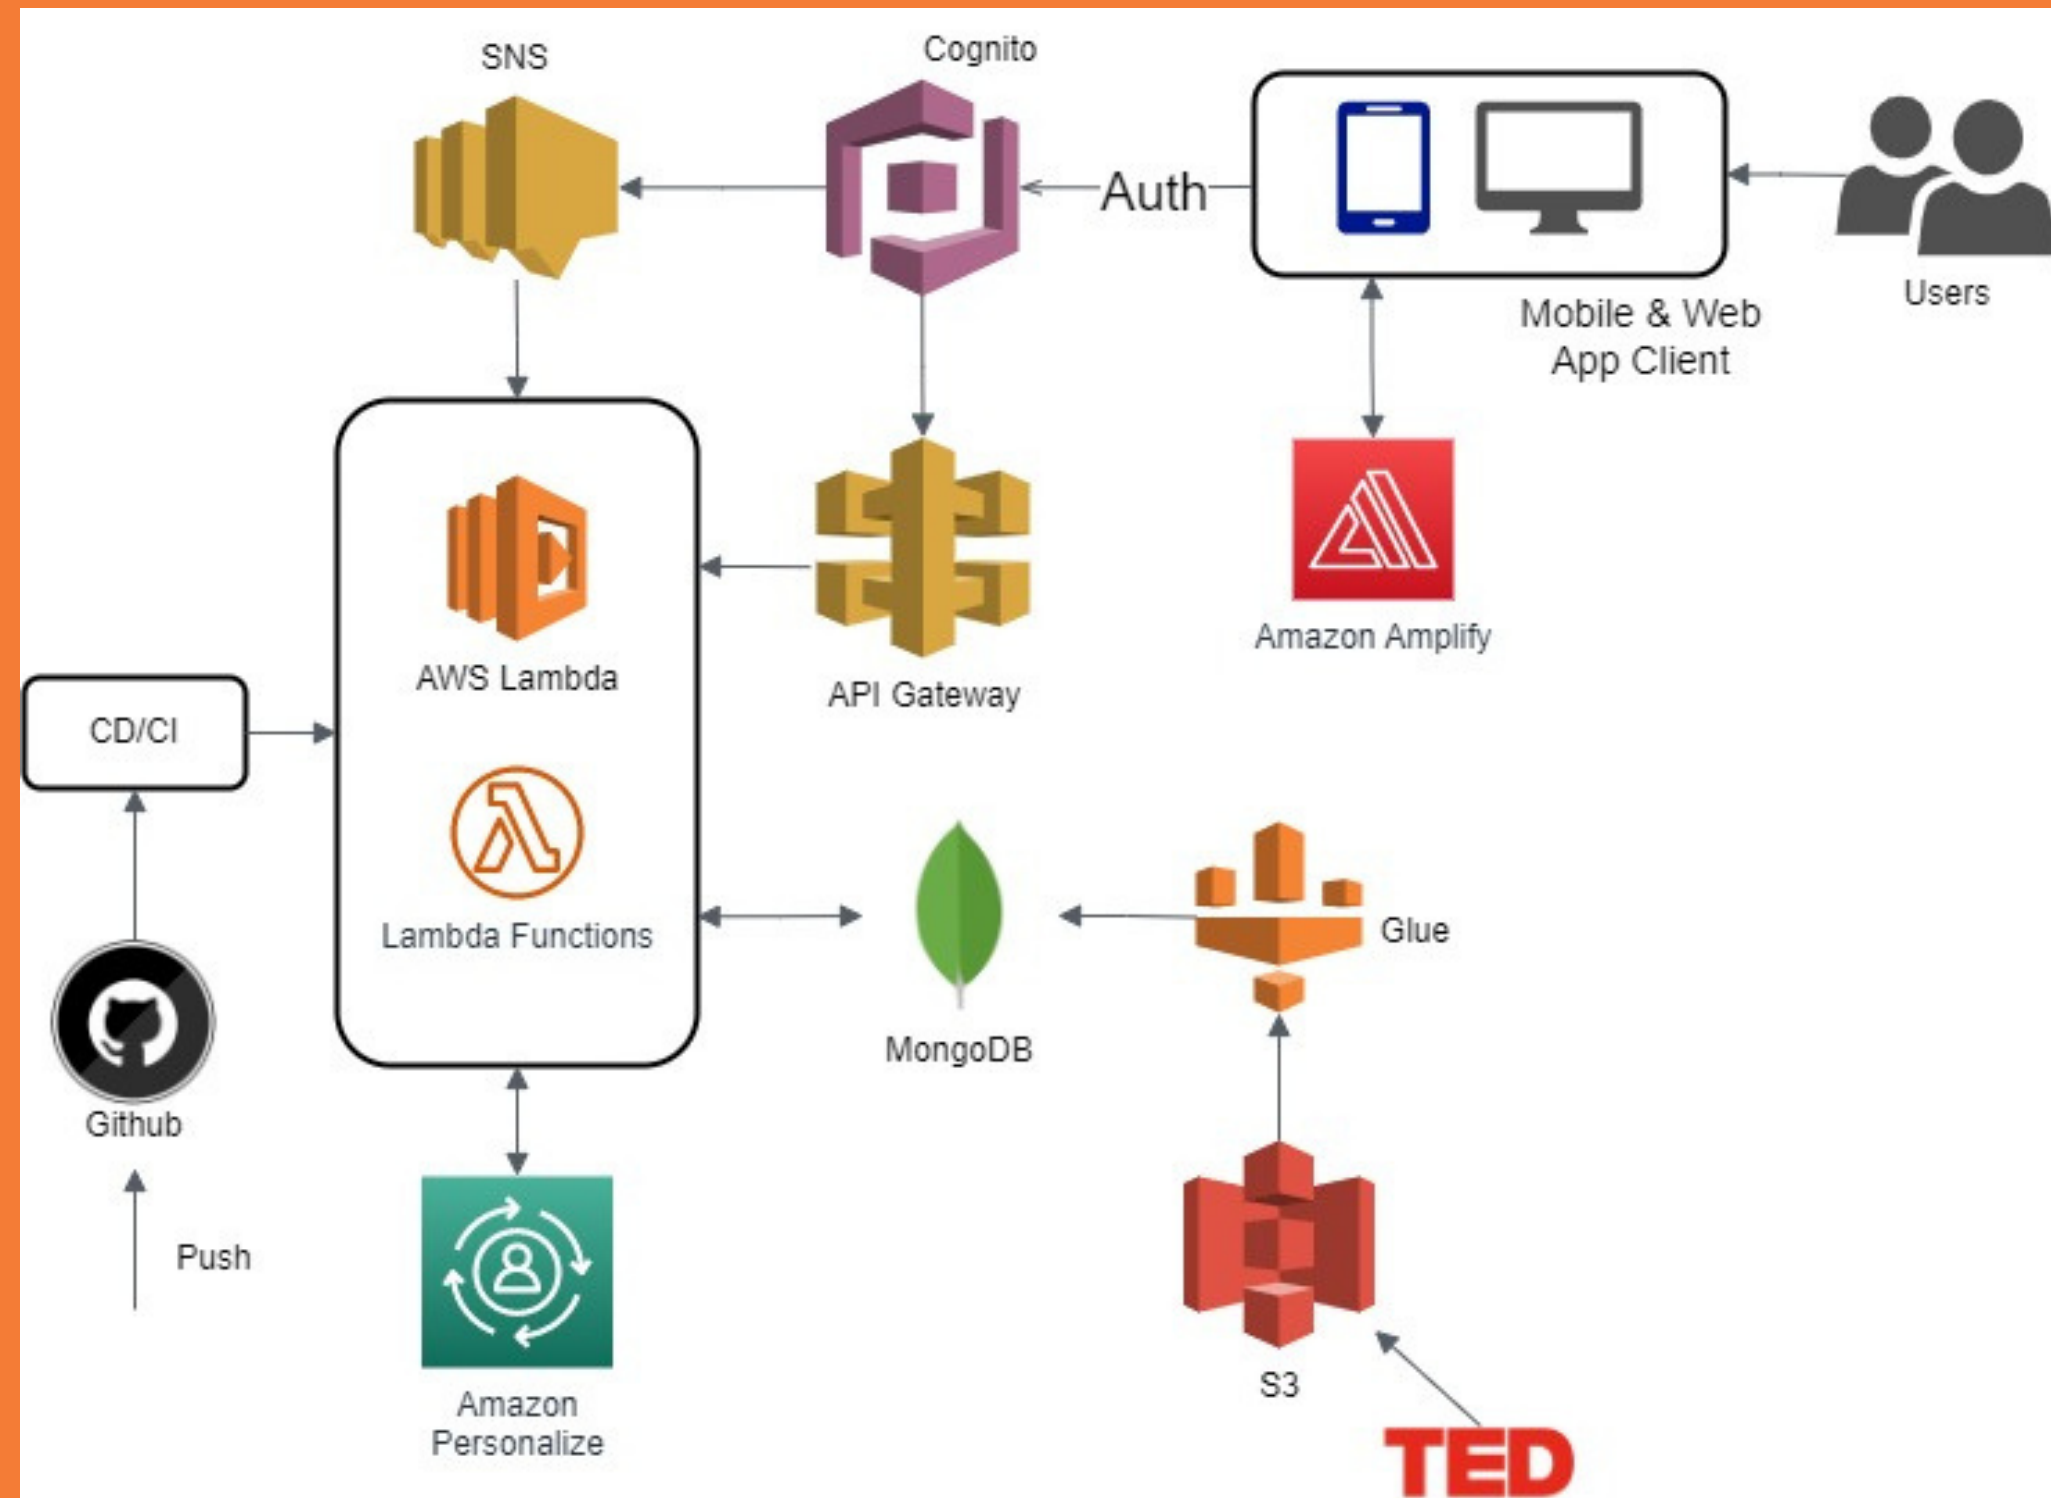 SNS
Cognito
Auth
Users
Mobile & Web
App Client
Amazon Amplify
AWS Lambda
API Gateway
CD/CI
Lambda Functions
Glue
MongoDB
Github
Push
S3
Amazon
Personalize
TED